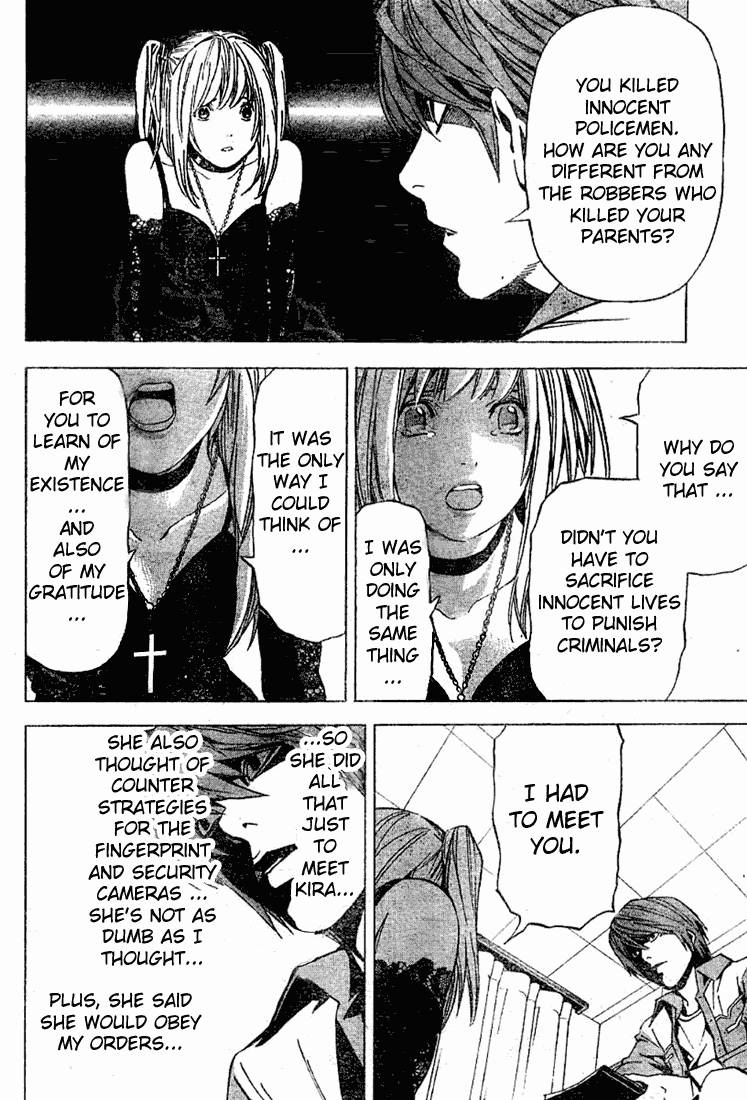 YOU KILLED
INNOCENT
POLICEMEN.
HOW ARE YOU ANY
DIFFERENT FROM
THE ROBBERS WHO
KILLED YOUR
PARENTS?
WHY DO
YOU SAY
THAT ...
DIDN'T YOU
HAVE TO
SACRIFICE
INNOCENT LIVES
TO PUNISH
CRIMINALS?
I WAS
ONLY
DOING
THE
SAME
THING
...
IT WAS
THE ONLY
WAY I
COULD
THINK OF
...
FOR
YOU TO
LEARN OF
MY
EXISTENCE
...
AND
ALSO
OF MY
GRATITUDE
...
I HAD
TO MEET
YOU.
...SO
SHE DID
ALL
THAT
JUST
TO
MEET
KIRA...
SHE ALSO
THOUGHT OF
COUNTER
STRATEGIES
FOR THE
FINGERPRINT
AND SECURITY
CAMERAS ...
SHE'S NOT AS
DUMB AS I
THOUGHT...
PLUS, SHE SAID
SHE WOULD OBEY
MY ORDERS...